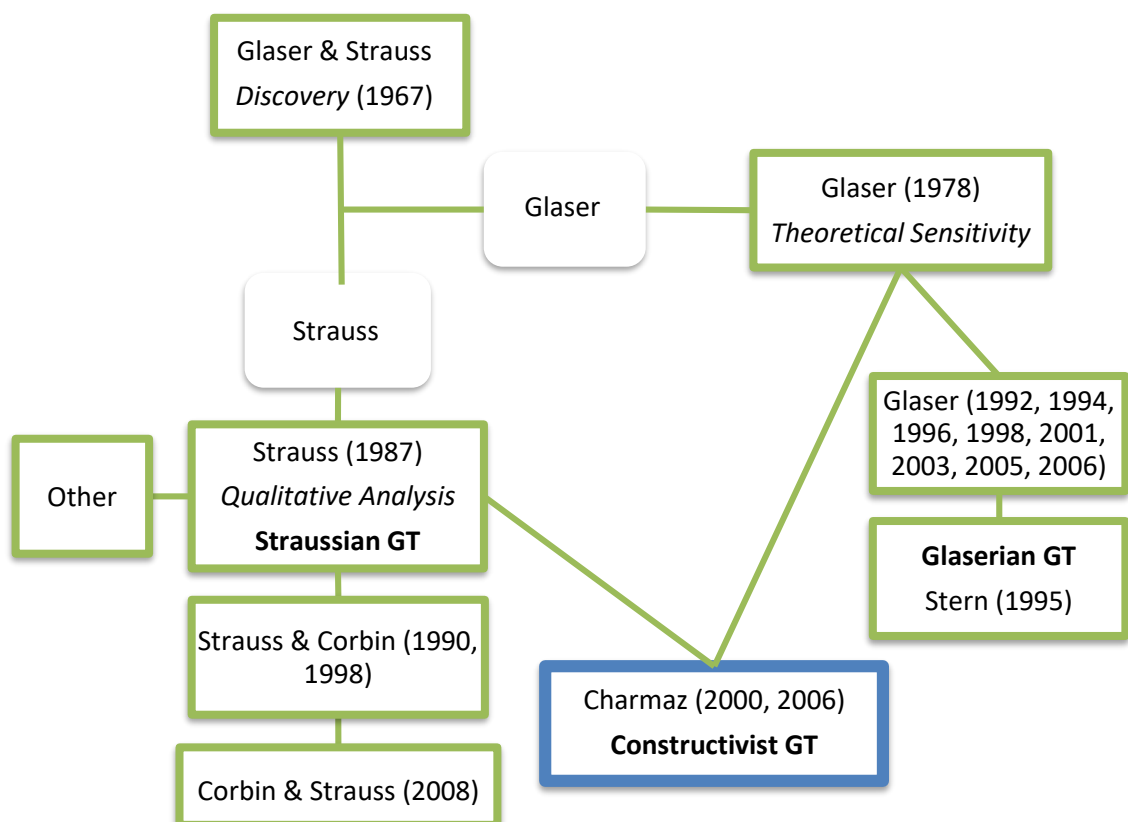 Glaser & Strauss
Discovery (1967)
Glaser
Glaser (1978)
Theoretical Sensitivity
Strauss
Glaser (1992, 1994,
1996, 1998, 2001,
2003, 2005, 2006)
Other
Strauss (1987)
Qualitative Analysis
Straussian GT
Glaserian GT
Stern (1995)
Strauss & Corbin (1990,
1998)
Charmaz (2000, 2006)
Constructivist GT
Corbin & Strauss (2008)